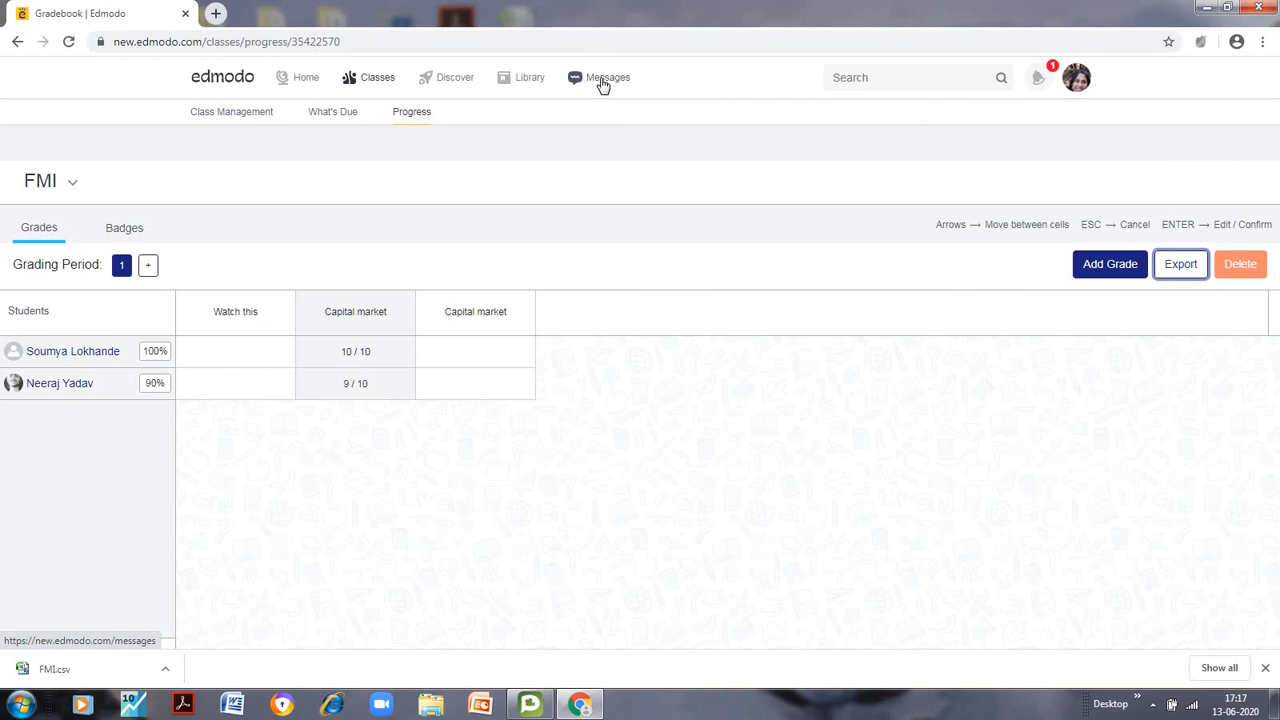 Gradebook | Edmodo
new.edmodo.com/classes/progress/35422570
edmodo Home Classes Discover Library Messages Search 1
Class Management What's Due Progress
FMI
Grades Badges Arrows → Move between cells ESC → Cancel ENTER → Edit / Confirm
Grading Period: 1 + Add Grade Export Delete
Students Watch this Capital market Capital market
Soumya Lokhande 100% 10 / 10
Neeraj Yadav 90% 9 / 10
https://new.edmodo.com/messages
FMI.csv Show all
Desktop 17:17
13-06-2020